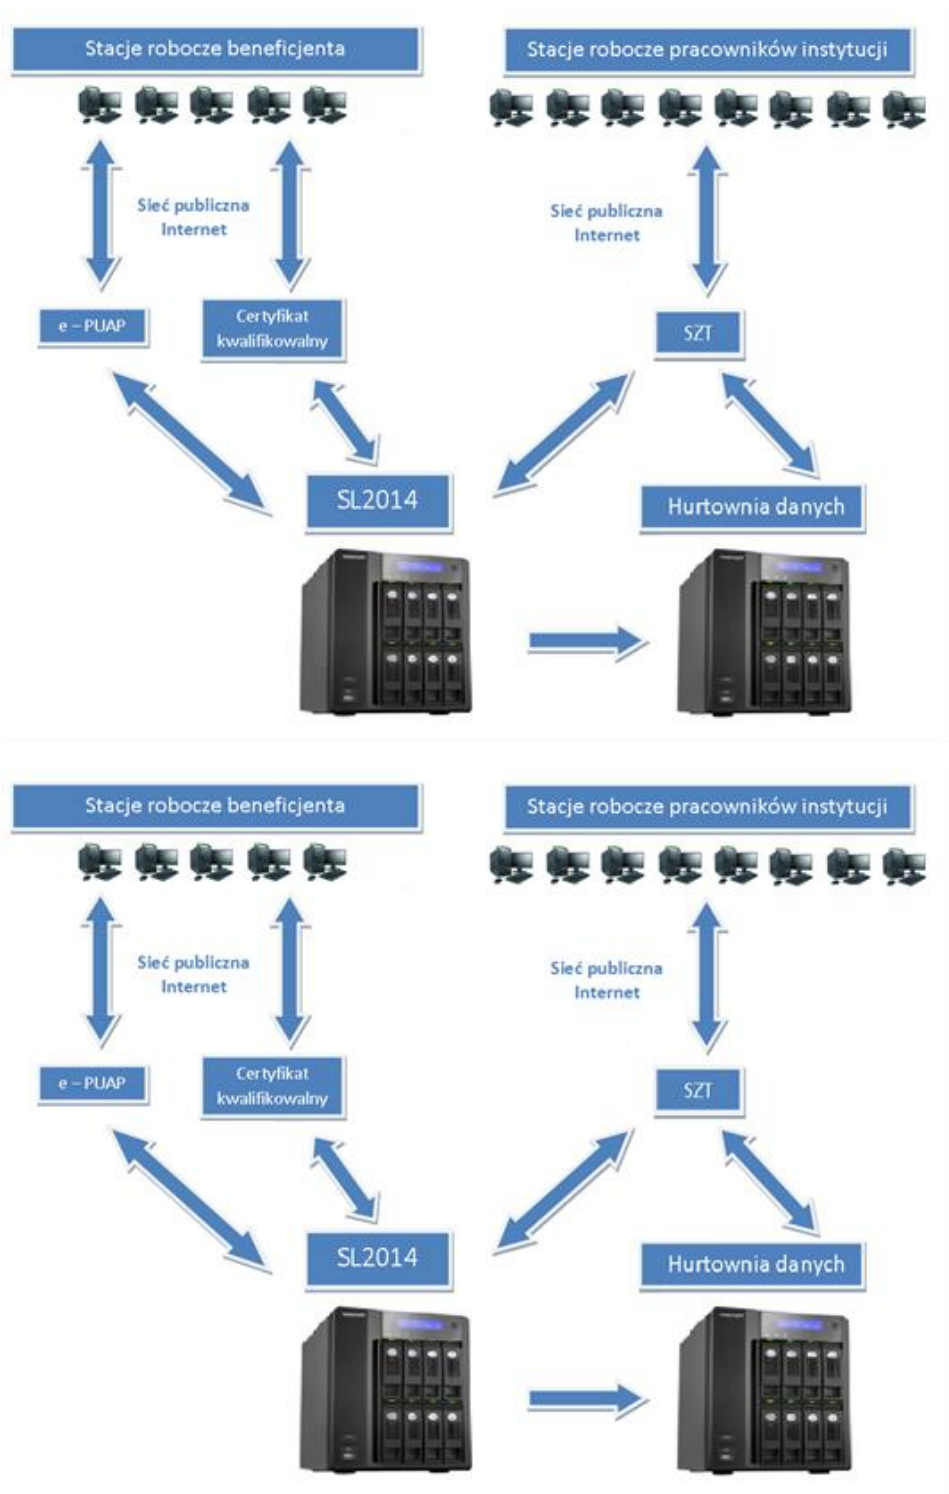 Stacje robocze beneficjenta
Stacje robocze pracowników instytucji
Sieć publiczna
Internet
Sieć publiczna
Internet
e – PUAP
Certyfikat
kwalifikowalny
SZT
SL2014
Hurtownia danych
Stacje robocze beneficjenta
Stacje robocze pracowników instytucji
Sieć publiczna
Internet
Sieć publiczna
Internet
e – PUAP
Certyfikat
kwalifikowalny
SZT
SL2014
Hurtownia danych